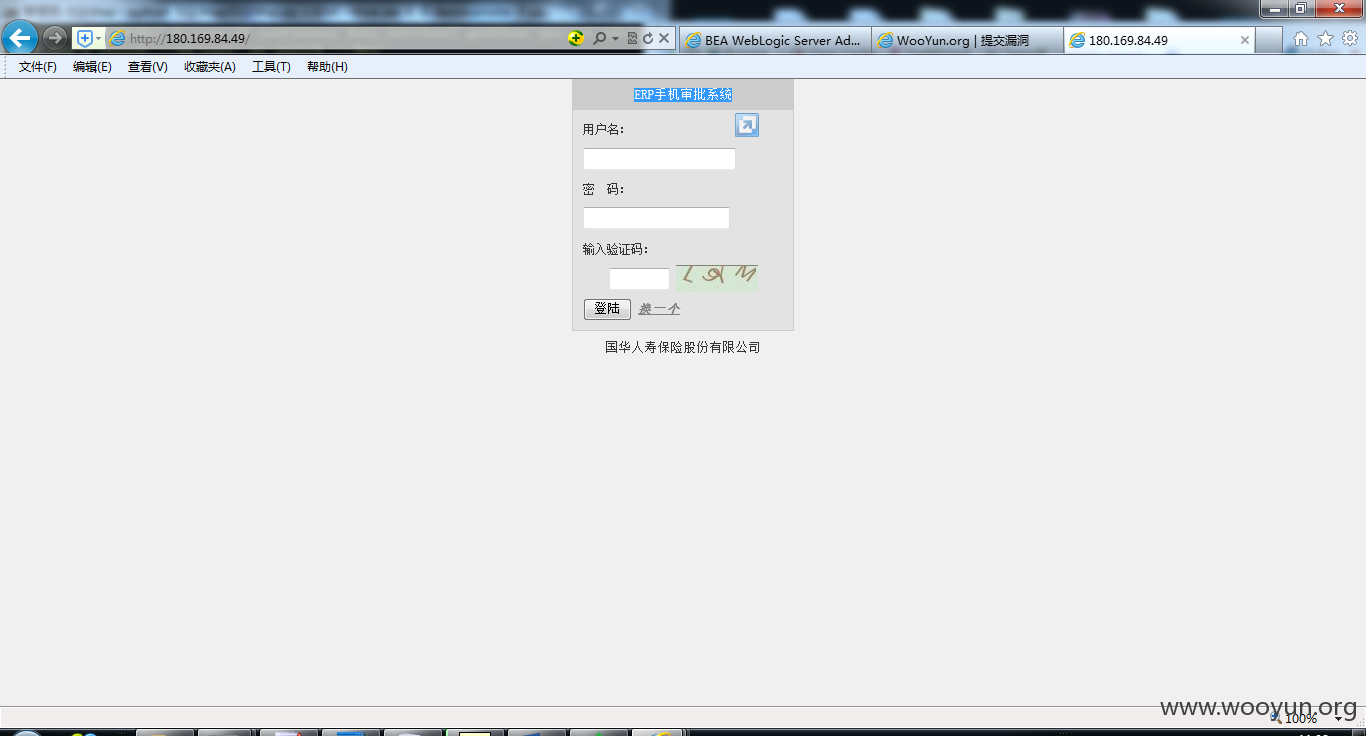 http://180.169.84.49/
BEA WebLogic Server Ad...
WooYun.org | 提交漏洞
180.169.84.49
文件(F) 编辑(E) 查看(V) 收藏夹(A) 工具(T) 帮助(H)
ERP手机审批系统
用户名：
密 码：
输入验证码：
登陆 换一个
国华人寿保险股份有限公司
www.wooyun.org
100%